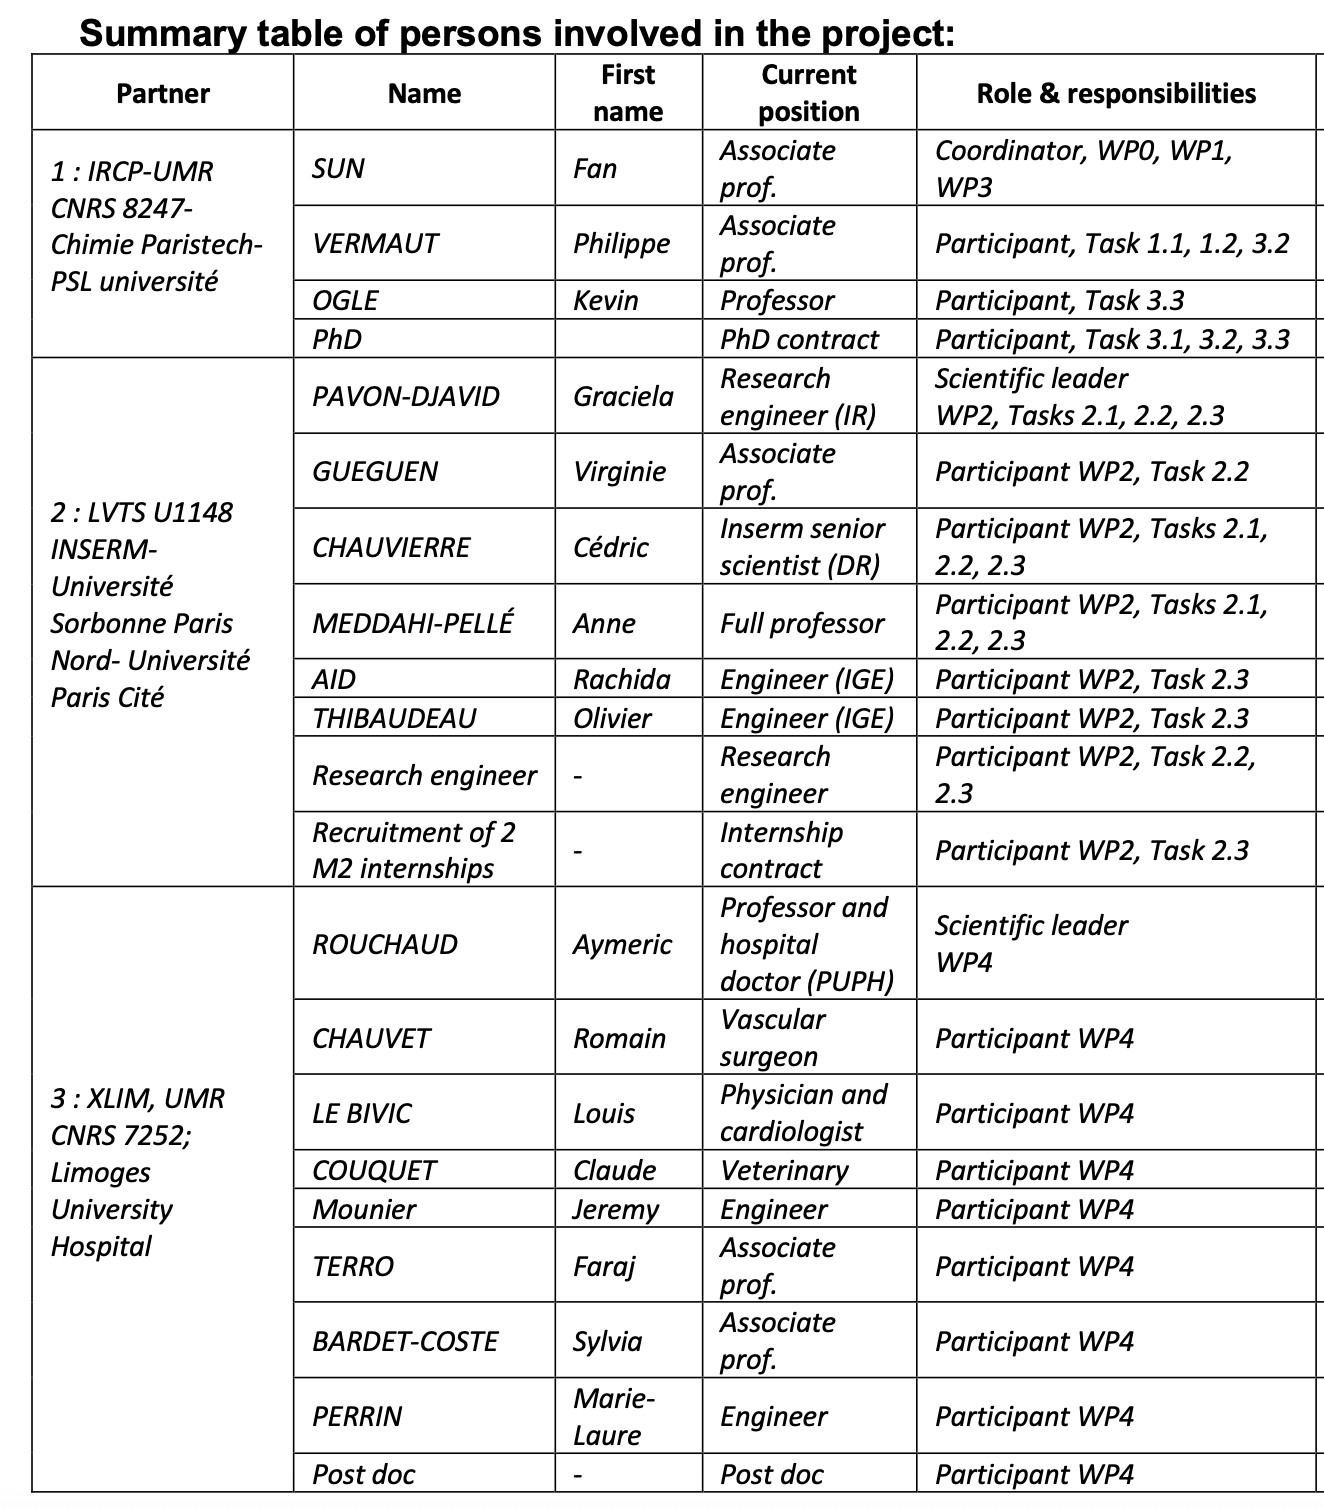 Summary table of persons involved in the project:
Partner
Name
First
name
Current
position
Role & responsibilities
1 : IRCP-UMR
CNRS 8247-
Chimie Paristech-
PSL université
SUN
Fan
Associate
prof.
Coordinator, WP0, WP1,
WP3
VERMAUT
Philippe
Associate
prof.
Participant, Task 1.1, 1.2, 3.2
OGLE
Kevin
Professor
Participant, Task 3.3
PhD
PhD contract
Participant, Task 3.1, 3.2, 3.3
2 : LVTS U1148
INSERM-
Université
Sorbonne Paris
Nord- Université
Paris Cité
PAVON-DJAVID
Graciela
Research
engineer (IR)
Scientific leader
WP2, Tasks 2.1, 2.2, 2.3
GUEGUEN
Virginie
Associate
prof.
Participant WP2, Task 2.2
CHAUVIERRE
Cédric
Inserm senior
scientist (DR)
Participant WP2, Tasks 2.1,
2.2, 2.3
MEDDAHI-PELLÉ
Anne
Full professor
Participant WP2, Tasks 2.1,
2.2, 2.3
AID
Rachida
Engineer (IGE)
Participant WP2, Task 2.3
THIBAUDEAU
Olivier
Engineer (IGE)
Participant WP2, Task 2.3
Research engineer
-
Research
engineer
Participant WP2, Task 2.2,
2.3
Recruitment of 2
M2 internships
-
Internship
contract
Participant WP2, Task 2.3
3 : XLIM, UMR
CNRS 7252;
Limoges
University
Hospital
ROUCHAUD
Aymeric
Professor and
hospital
doctor (PUPH)
Scientific leader
WP4
CHAUVET
Romain
Vascular
surgeon
Participant WP4
LE BIVIC
Louis
Physician and
cardiologist
Participant WP4
COUQUET
Claude
Veterinary
Participant WP4
Mounier
Jeremy
Engineer
Participant WP4
TERRO
Faraj
Associate
prof.
Participant WP4
BARDET-COSTE
Sylvia
Associate
prof.
Participant WP4
PERRIN
Marie-
Laure
Engineer
Participant WP4
Post doc
-
Post doc
Participant WP4